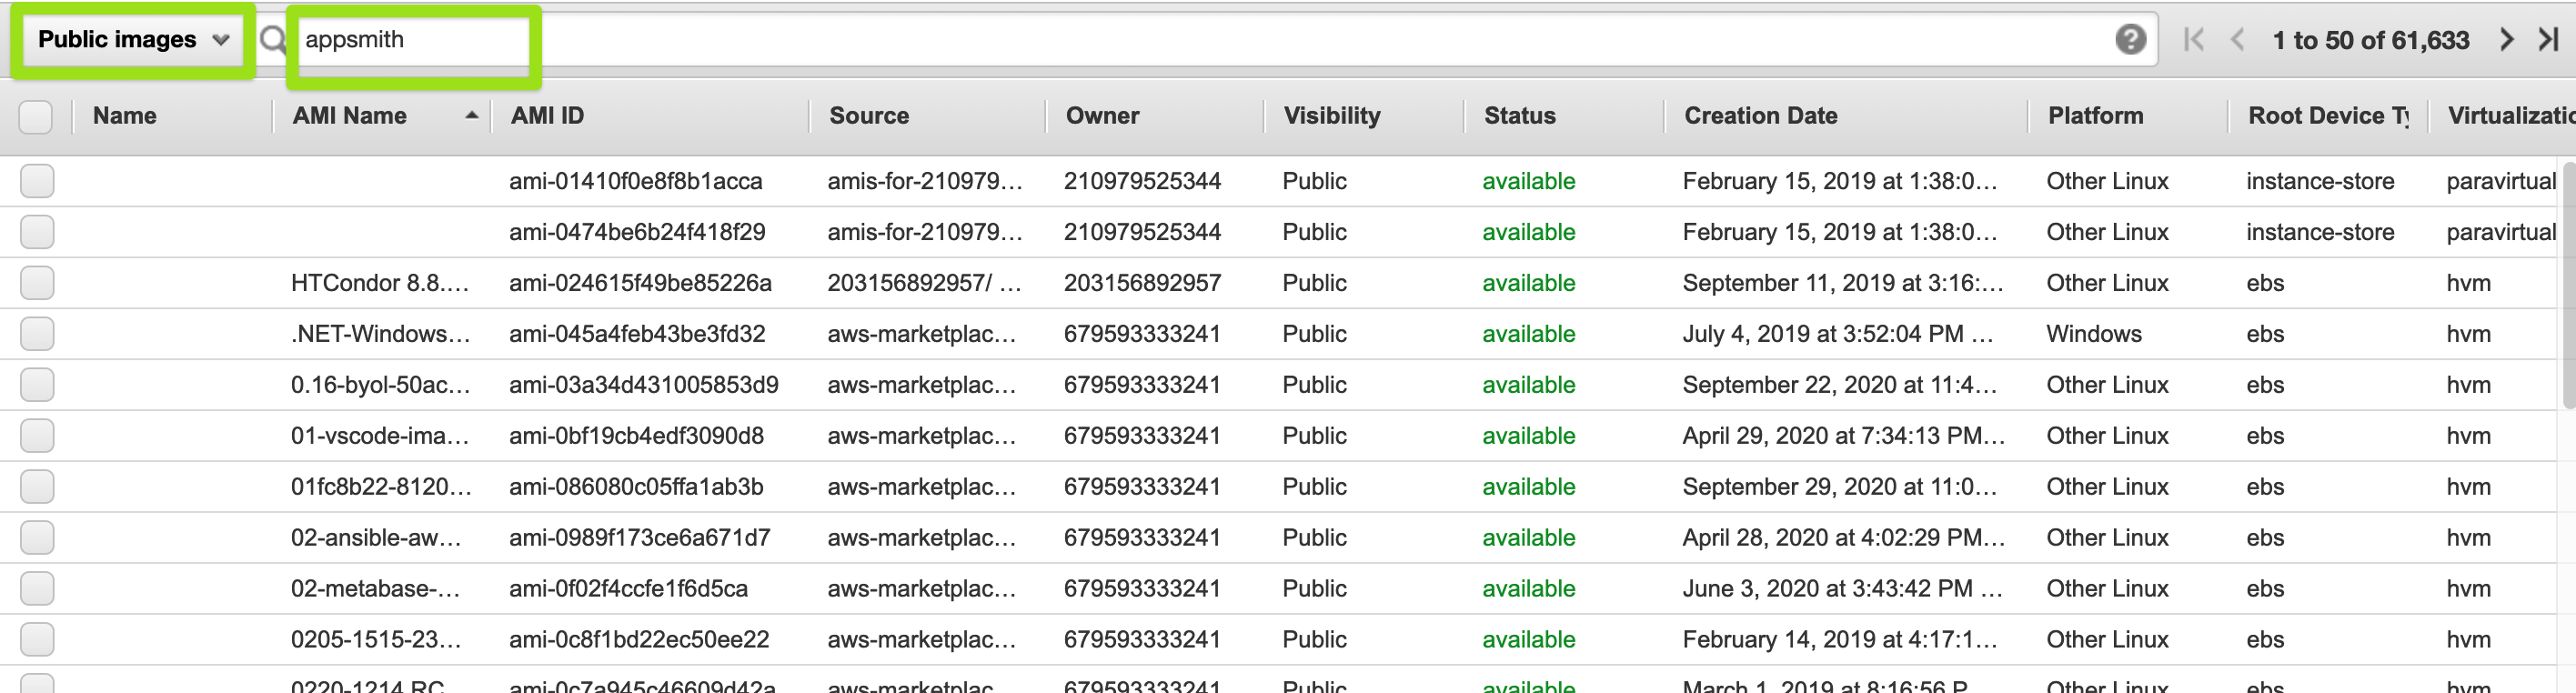 Public images appsmith ? 1 to 50 of 61,633
Name AMI Name AMI ID Source Owner Visibility Status Creation Date Platform Root Device Ty Virtualizatio
ami-01410f0e8f8b1acca amis-for-210979... 210979525344 Public available February 15, 2019 at 1:38:0... Other Linux instance-store paravirtual
ami-0474be6b24f418f29 amis-for-210979... 210979525344 Public available February 15, 2019 at 1:38:0... Other Linux instance-store paravirtual
HTCondor 8.8.... ami-024615f49be85226a 203156892957/ ... 203156892957 Public available September 11, 2019 at 3:16:... Other Linux ebs hvm
.NET-Windows... ami-045a4feb43be3fd32 aws-marketplac... 679593333241 Public available July 4, 2019 at 3:52:04 PM ... Windows ebs hvm
0.16-byol-50ac... ami-03a34d431005853d9 aws-marketplac... 679593333241 Public available September 22, 2020 at 11:4... Other Linux ebs hvm
01-vscode-ima... ami-0bf19cb4edf3090d8 aws-marketplac... 679593333241 Public available April 29, 2020 at 7:34:13 PM... Other Linux ebs hvm
01fc8b22-8120... ami-086080c05ffa1ab3b aws-marketplac... 679593333241 Public available September 29, 2020 at 11:0... Other Linux ebs hvm
02-ansible-aw... ami-0989f173ce6a671d7 aws-marketplac... 679593333241 Public available April 28, 2020 at 4:02:29 PM... Other Linux ebs hvm
02-metabase-... ami-0f02f4ccfe1f6d5ca aws-marketplac... 679593333241 Public available June 3, 2020 at 3:43:42 PM ... Other Linux ebs hvm
0205-1515-23... ami-0c8f1bd22ec50ee22 aws-marketplac... 679593333241 Public available February 14, 2019 at 4:17:1... Other Linux ebs hvm
0220-1214 RC ami-0c7a945c46609d42a aws-marketplac 679593333241 Public available March 1, 2019 at 8:16:56 P Other Linux ebs hvm